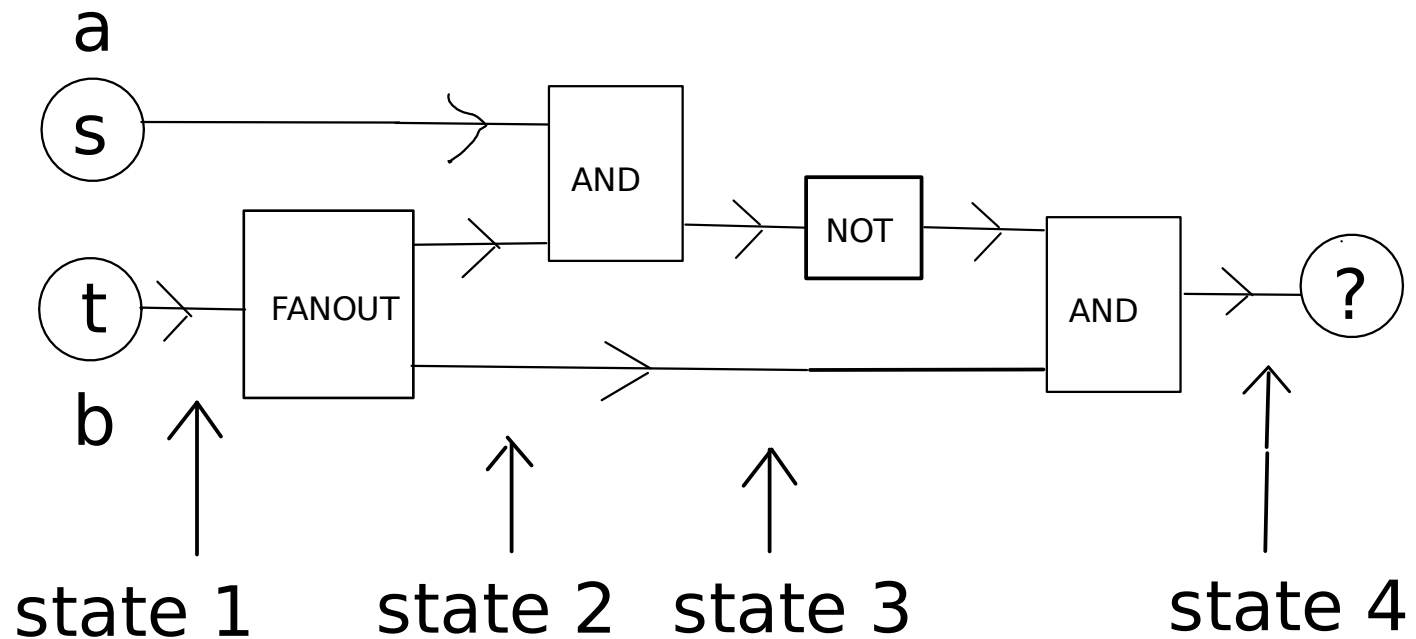 a
s
AND
NOT
t
FANOUT
AND
?
b
state 1
state 2
state 3
state 4